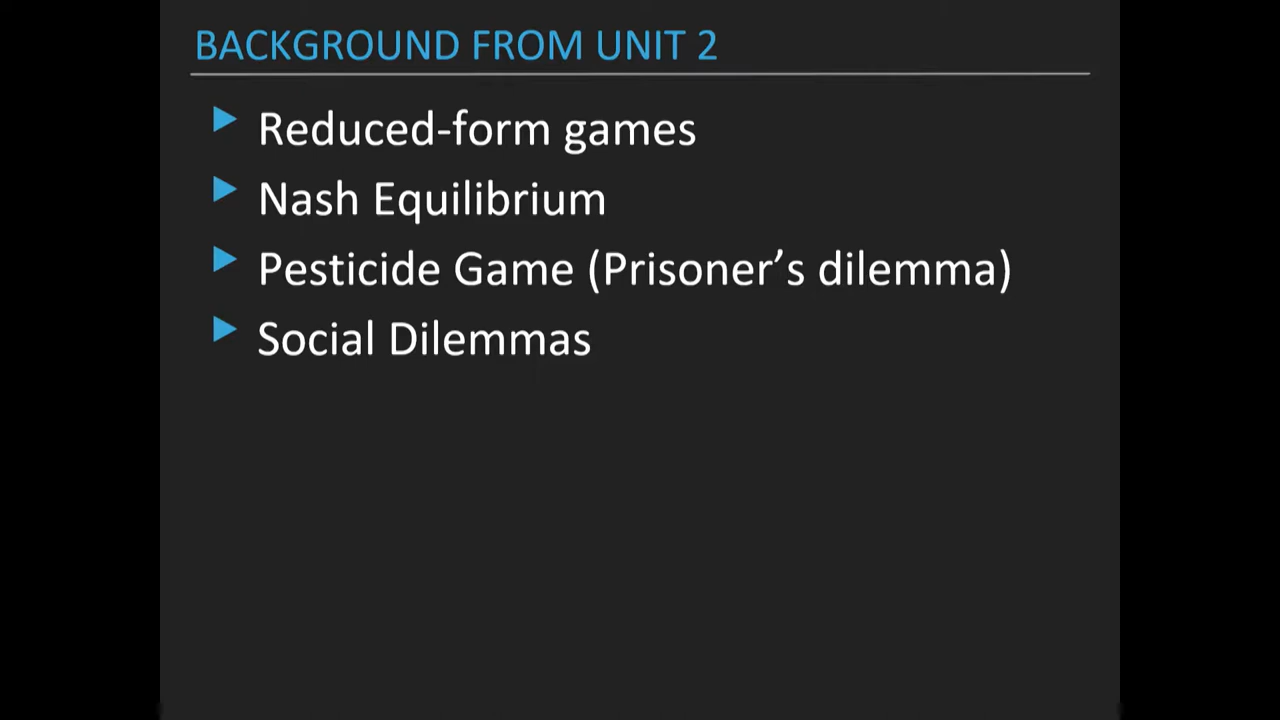 BACKGROUND FROM UNIT 2
Reduced-form games
Nash Equilibrium
Pesticide Game (Prisoner’s dilemma)
Social Dilemmas